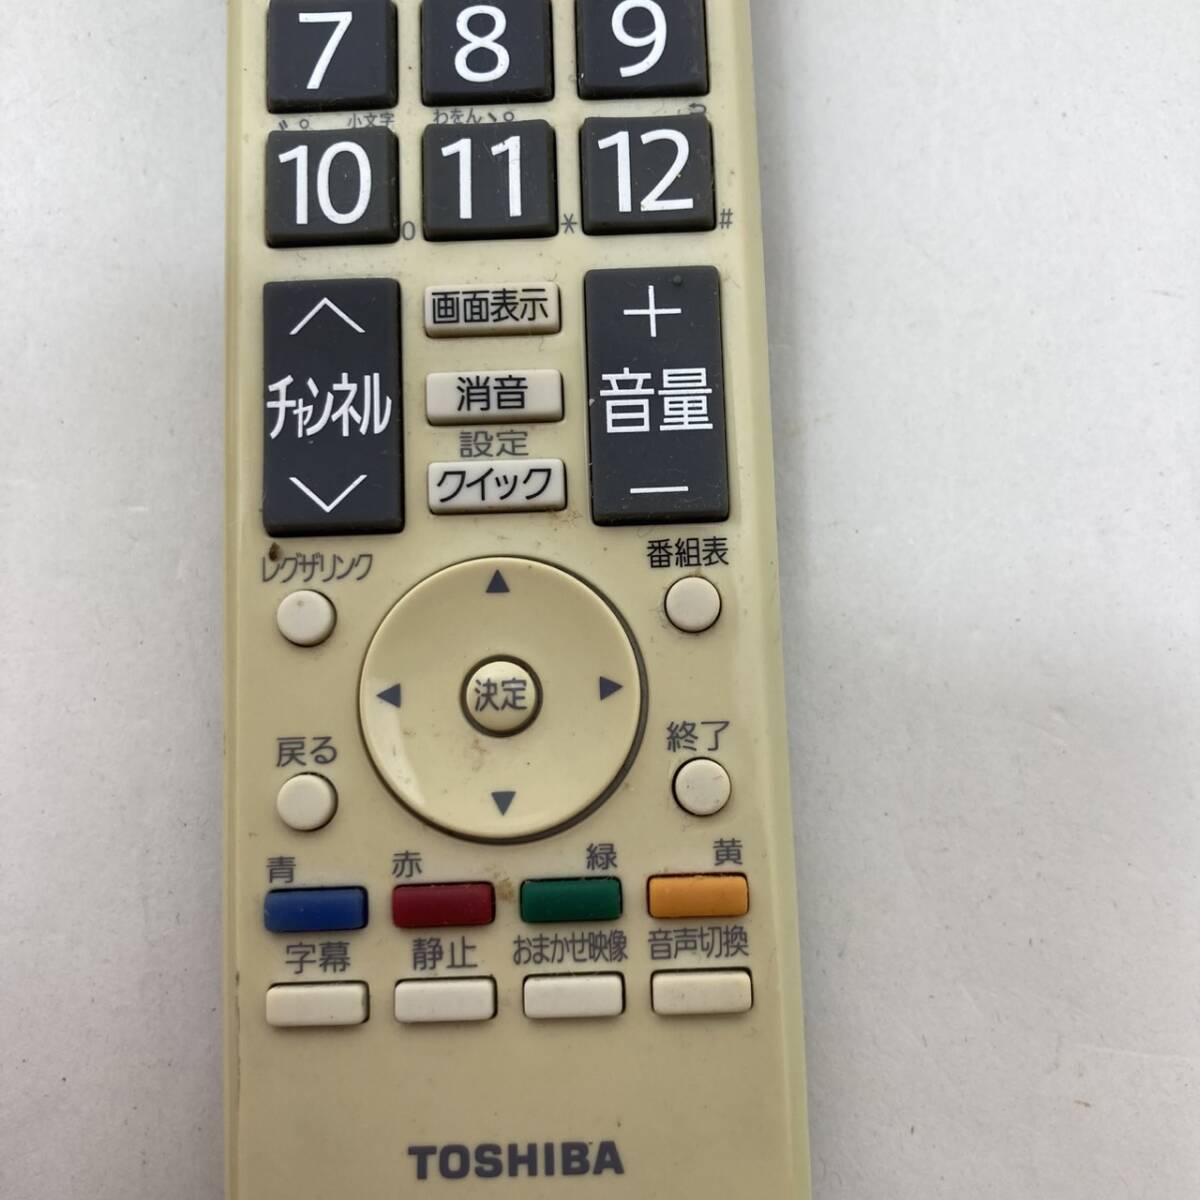 7 8 9
゛゜ 小文字 わをん、。
10 11 12
0 * #
画面表示 +
チャンネル 消音 音量
設定
クイック −
レグザリンク 番組表
決定
戻る 終了
青 赤 緑 黄
字幕 静止 おまかせ映像 音声切換
TOSHIBA